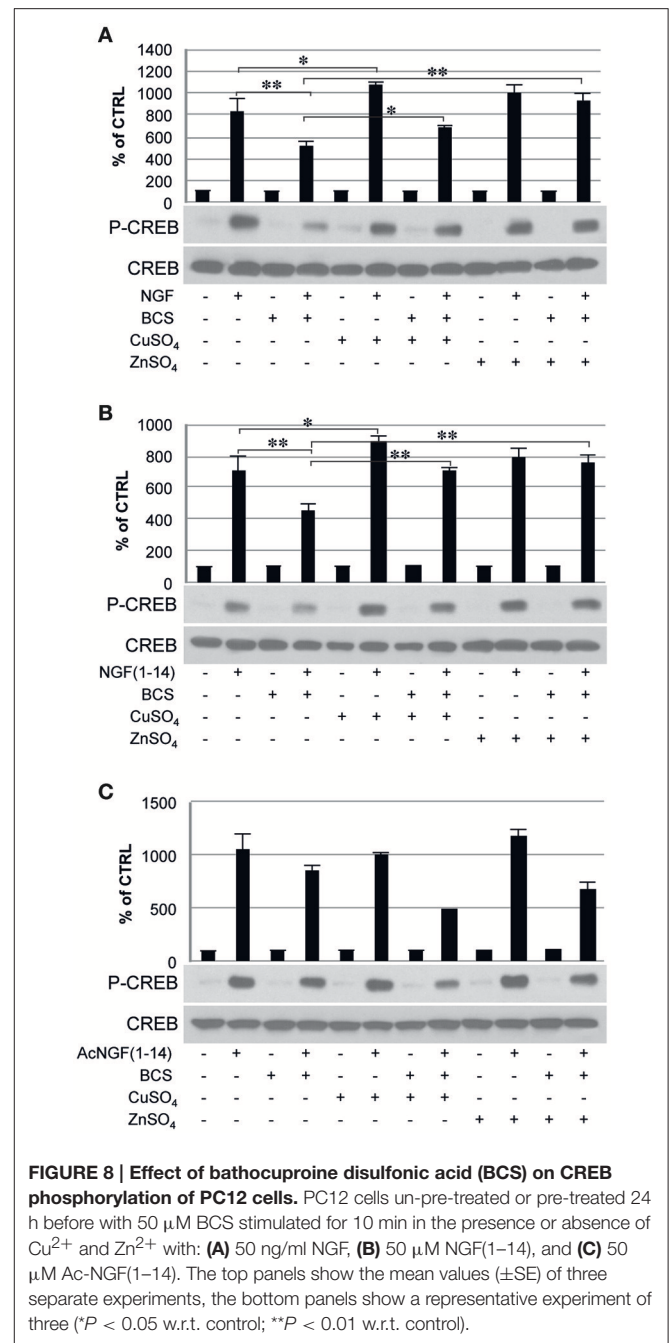 A
1400
1200
1000
800
600
400
200
0
% of CTRL
* 
**
**
*
P-CREB
CREB
NGF - + - + - + - + - + - +
BCS - - + + - - + + - - + +
CuSO₄ - - - - + + + + - - - -
ZnSO₄ - - - - - - - - + + + +
B
1000
800
600
400
200
0
% of CTRL
*
**
**
**
P-CREB
CREB
NGF(1-14) - + - + - + - + - + - +
BCS - - + + - - + + - - + +
CuSO₄ - - - - + + + + - - - -
ZnSO₄ - - - - - - - - + + + +
C
1500
1000
500
0
% of CTRL
P-CREB
CREB
AcNGF(1-14) - + - + - + - + - + - +
BCS - - + + - - + + - - + +
CuSO₄ - - - - + + + + - - - -
ZnSO₄ - - - - - - - - + + + +
FIGURE 8 | Effect of bathocuproine disulfonic acid (BCS) on CREB
phosphorylation of PC12 cells. PC12 cells un-pre-treated or pre-treated 24
h before with 50 μM BCS stimulated for 10 min in the presence or absence of
Cu²⁺ and Zn²⁺ with: (A) 50 ng/ml NGF, (B) 50 μM NGF(1–14), and (C) 50
μM Ac-NGF(1–14). The top panels show the mean values (±SE) of three
separate experiments, the bottom panels show a representative experiment of
three (*P < 0.05 w.r.t. control; **P < 0.01 w.r.t. control).